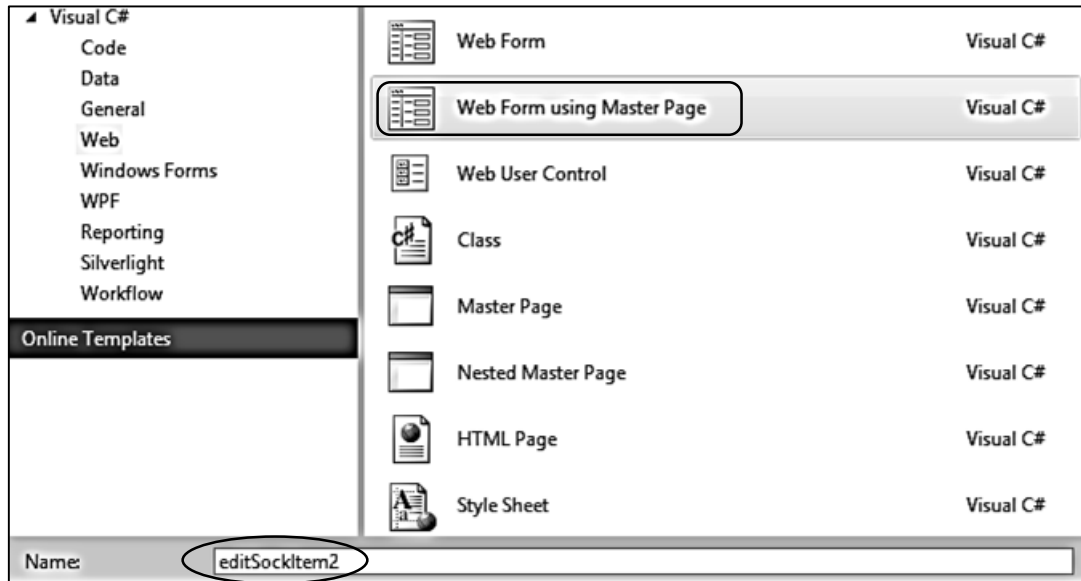 Visual C#
Code
Data
General
Web
Windows Forms
WPF
Reporting
Silverlight
Workflow
Online Templates
Web Form Visual C#
Web Form using Master Page Visual C#
Web User Control Visual C#
Class Visual C#
Master Page Visual C#
Nested Master Page Visual C#
HTML Page Visual C#
Style Sheet Visual C#
Name: editSockItem2